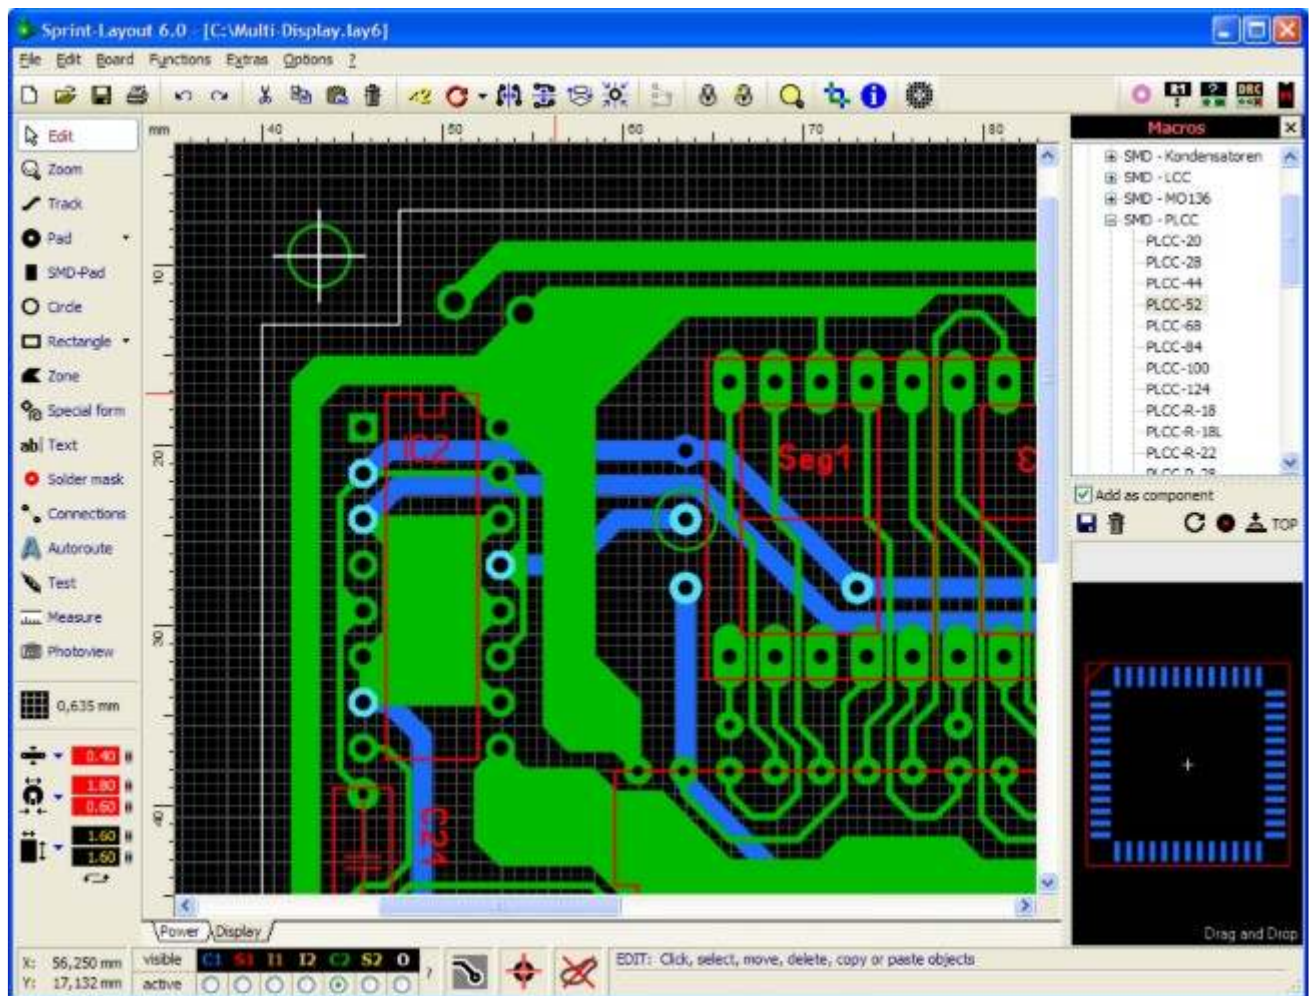 Sprint-Layout 6.0 - [C:\Multi-Display.lay6]
File Edit Board Functions Extras Options ?
R1 ? DRC
Edit
Zoom
Track
Pad
SMD-Pad
Circle
Rectangle
Zone
Special form
ab| Text
Solder mask
Connections
Autoroute
Test
Measure
Photoview
0,635 mm
0.40
1.80
0.60
1.60
1.60
mm 40 50 60 70 80
10
20
30
40
IC2
Seg1
C21
Power Display
Macros
SMD - Kondensatoren
SMD - LCC
SMD - MO136
SMD - PLCC
PLCC-20
PLCC-28
PLCC-44
PLCC-52
PLCC-68
PLCC-84
PLCC-100
PLCC-124
PLCC-R-18
PLCC-R-18L
PLCC-R-22
PLCC-R-28
Add as component
TOP
Drag and Drop
X: 56,250 mm
Y: 17,132 mm
visible C1 S1 I1 I2 C2 S2 O
active
?
EDIT: Click, select, move, delete, copy or paste objects